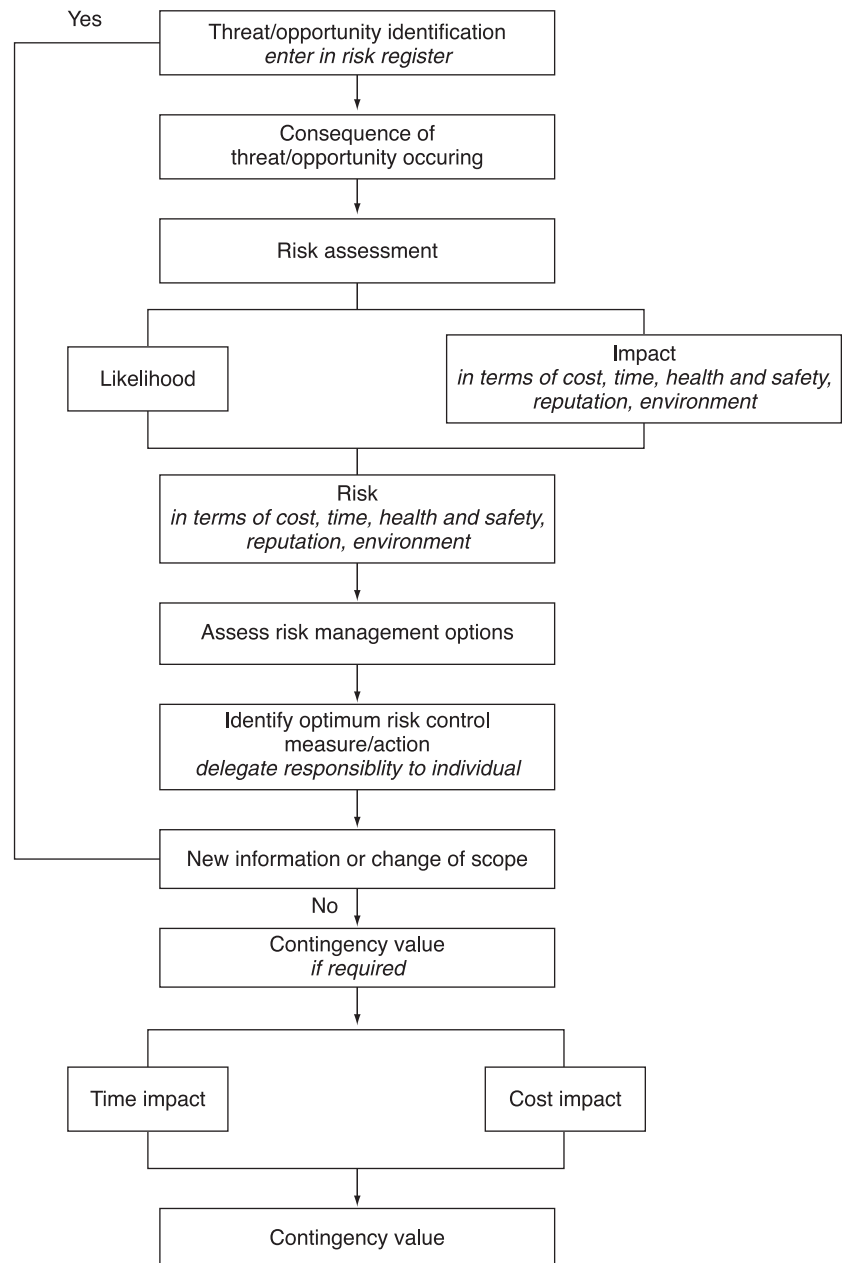 Yes
Threat/opportunity identification
enter in risk register
Consequence of
threat/opportunity occuring
Risk assessment
Likelihood
Impact
in terms of cost, time, health and safety,
reputation, environment
Risk
in terms of cost, time, health and safety,
reputation, environment
Assess risk management options
Identify optimum risk control
measure/action
delegate responsiblity to individual
New information or change of scope
No
Contingency value
if required
Time impact
Cost impact
Contingency value